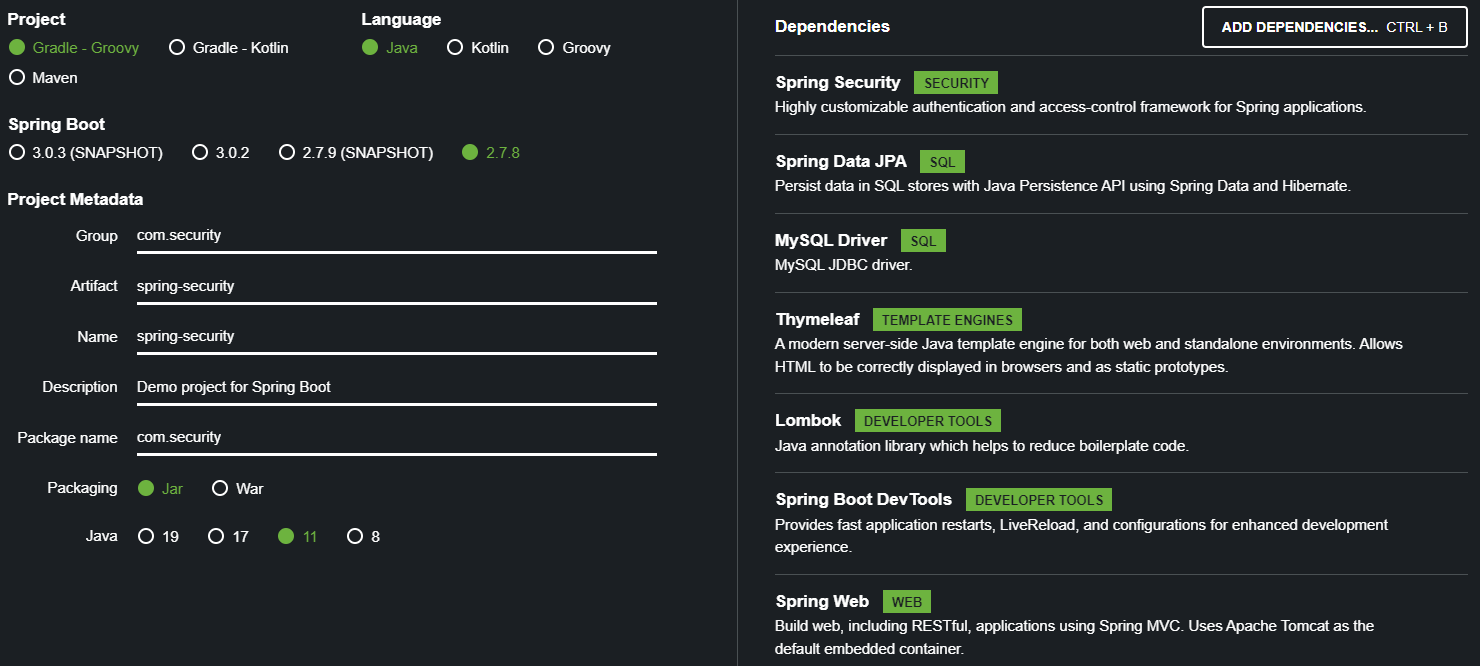 Project
Gradle - Groovy Gradle - Kotlin
Maven
Language
Java Kotlin Groovy
Spring Boot
3.0.3 (SNAPSHOT) 3.0.2 2.7.9 (SNAPSHOT) 2.7.8
Project Metadata
Group com.security
Artifact spring-security
Name spring-security
Description Demo project for Spring Boot
Package name com.security
Packaging Jar War
Java 19 17 11 8
Dependencies ADD DEPENDENCIES... CTRL + B
Spring Security SECURITY
Highly customizable authentication and access-control framework for Spring applications.
Spring Data JPA SQL
Persist data in SQL stores with Java Persistence API using Spring Data and Hibernate.
MySQL Driver SQL
MySQL JDBC driver.
Thymeleaf TEMPLATE ENGINES
A modern server-side Java template engine for both web and standalone environments. Allows
HTML to be correctly displayed in browsers and as static prototypes.
Lombok DEVELOPER TOOLS
Java annotation library which helps to reduce boilerplate code.
Spring Boot DevTools DEVELOPER TOOLS
Provides fast application restarts, LiveReload, and configurations for enhanced development
experience.
Spring Web WEB
Build web, including RESTful, applications using Spring MVC. Uses Apache Tomcat as the
default embedded container.